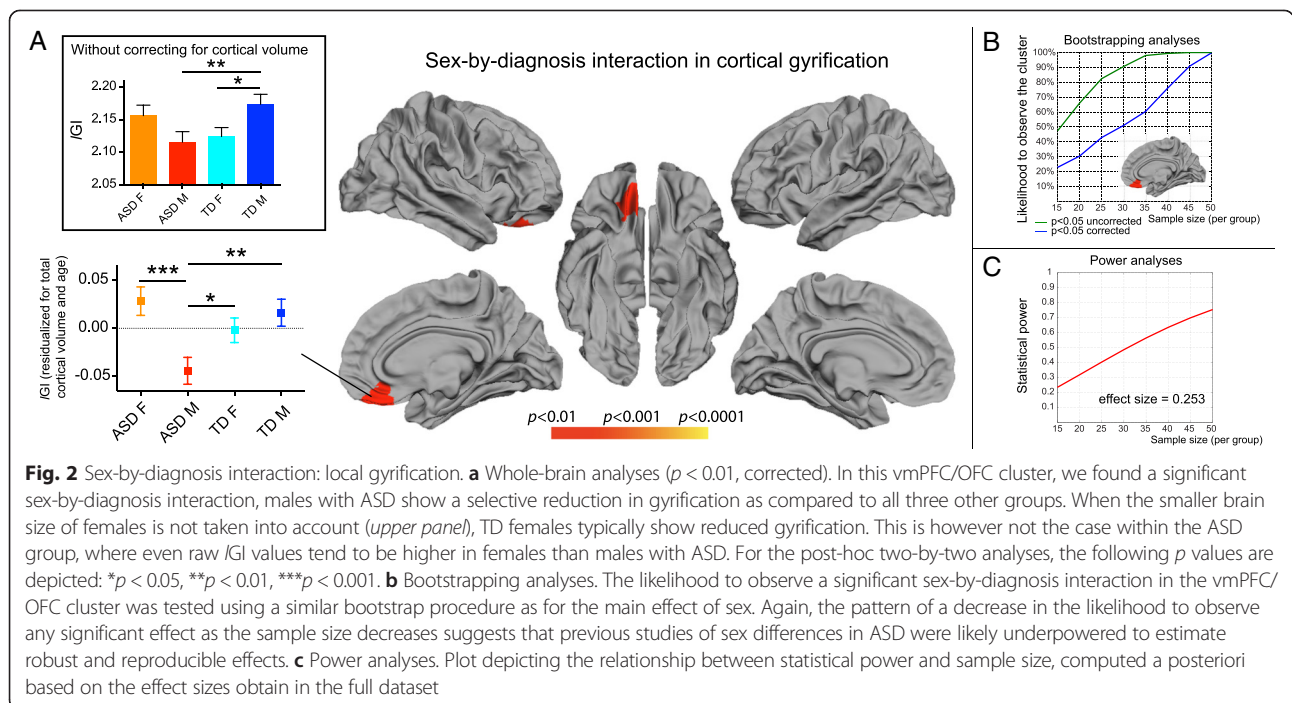 A
Without correcting for cortical volume
lGI
2.20
2.15
2.10
2.05
**
*
ASD F
ASD M
TD F
TD M
Sex-by-diagnosis interaction in cortical gyrification
lGI (residualized for total
cortical volume and age)
0.05
0.00
-0.05
***
**
*
ASD F
ASD M
TD F
TD M
p<0.01 p<0.001 p<0.0001
B
Bootstrapping analyses
Likelihood to observe the cluster
100%
90%
80%
70%
60%
50%
40%
30%
20%
10%
15 20 25 30 35 40 45 50
Sample size (per group)
p<0.05 uncorrected
p<0.05 corrected
C
Power analyses
Statistical power
1
0.9
0.8
0.7
0.6
0.5
0.4
0.3
0.2
0.1
effect size = 0.253
15 20 25 30 35 40 45 50
Sample size (per group)
Fig. 2 Sex-by-diagnosis interaction: local gyrification. a Whole-brain analyses (p < 0.01, corrected). In this vmPFC/OFC cluster, we found a significant
sex-by-diagnosis interaction, males with ASD show a selective reduction in gyrification as compared to all three other groups. When the smaller brain
size of females is not taken into account (upper panel), TD females typically show reduced gyrification. This is however not the case within the ASD
group, where even raw lGI values tend to be higher in females than males with ASD. For the post-hoc two-by-two analyses, the following p values are
depicted: *p < 0.05, **p < 0.01, ***p < 0.001. b Bootstrapping analyses. The likelihood to observe a significant sex-by-diagnosis interaction in the vmPFC/
OFC cluster was tested using a similar bootstrap procedure as for the main effect of sex. Again, the pattern of a decrease in the likelihood to observe
any significant effect as the sample size decreases suggests that previous studies of sex differences in ASD were likely underpowered to estimate
robust and reproducible effects. c Power analyses. Plot depicting the relationship between statistical power and sample size, computed a posteriori
based on the effect sizes obtain in the full dataset